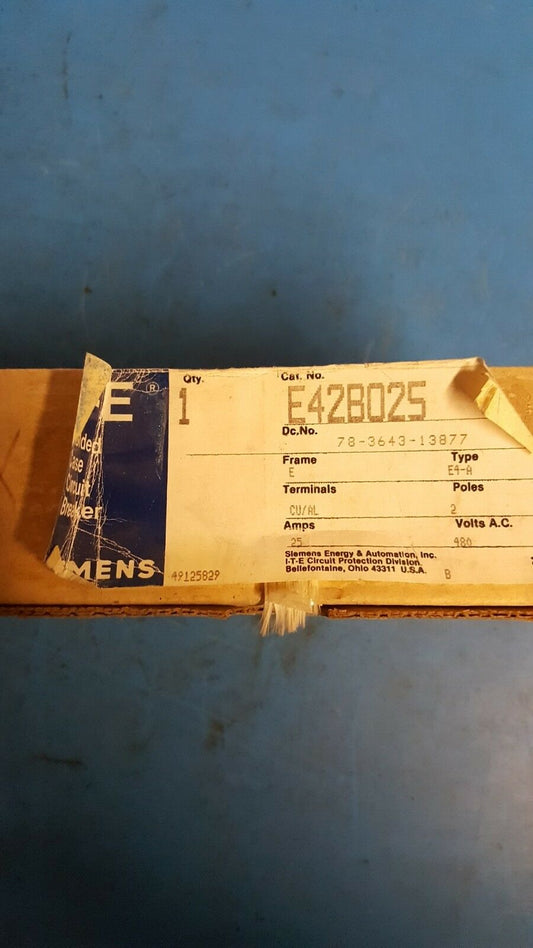 E®
Qty. Cat. No.
1 E42B025
Dc.No. 78-3643-13877
Frame Type
E E4-A
Terminals Poles
CU/AL 2
Amps Volts A.C.
25 480
Siemens Energy & Automation, Inc.
I-T-E Circuit Protection Division
Bellefontaine, Ohio 43311 U.S.A. B
49125829
MENS